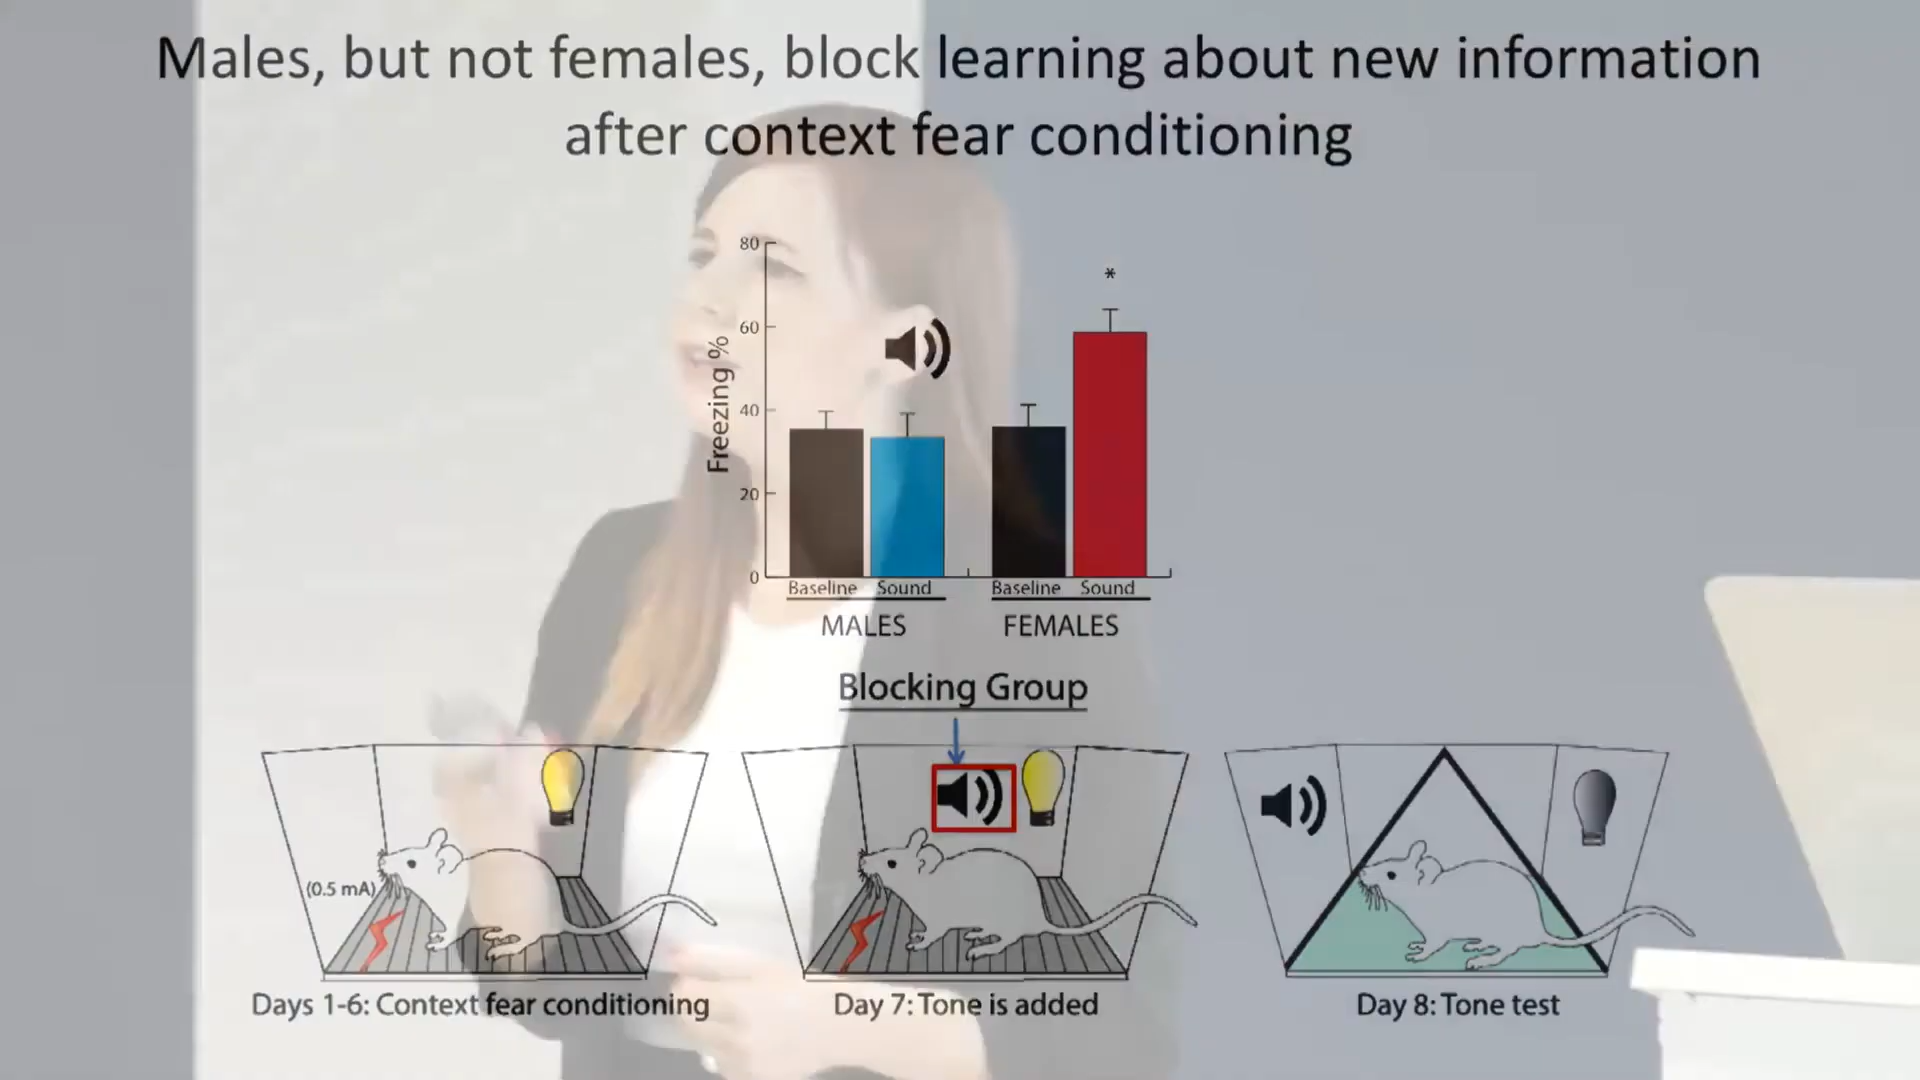 Males, but not females, block learning about new information
after context fear conditioning
80
60
40
20
0
Freezing %
*
Baseline Sound Baseline Sound
MALES FEMALES
Blocking Group
(0.5 mA)
Days 1-6: Context fear conditioning Day 7: Tone is added Day 8: Tone test